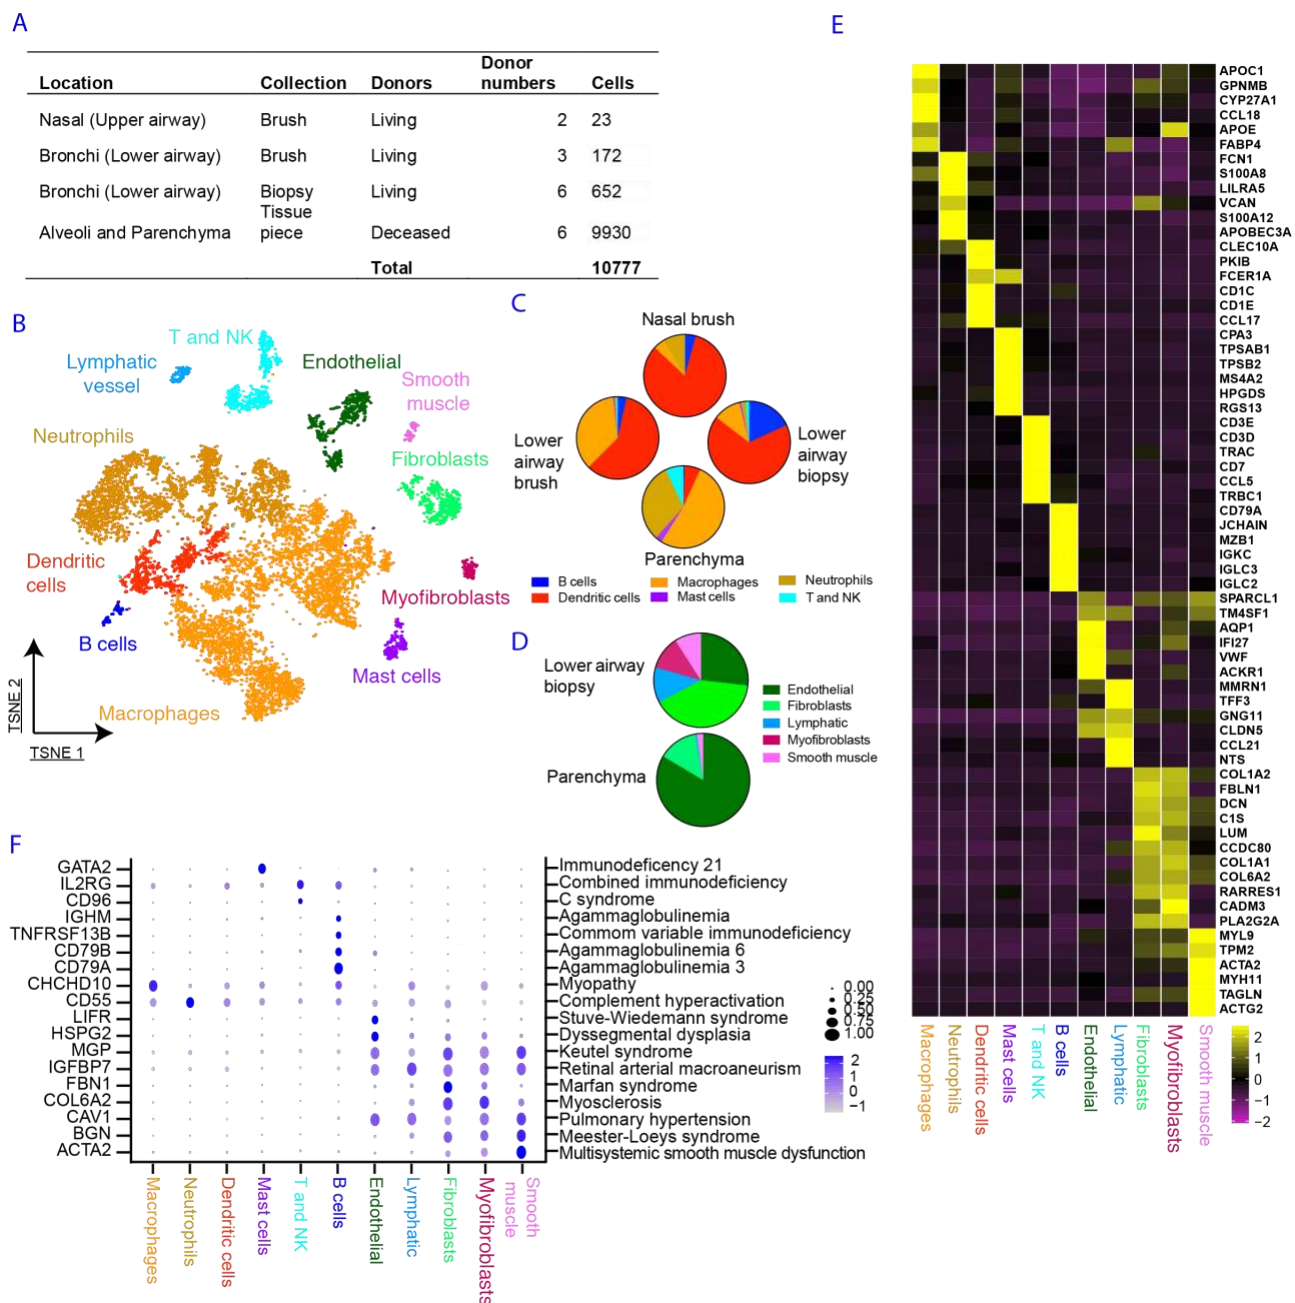 A
Location Collection Donors Donor numbers Cells
Nasal (Upper airway) Brush Living 2 23
Bronchi (Lower airway) Brush Living 3 172
Bronchi (Lower airway) Biopsy Living 6 652
Alveoli and Parenchyma Tissue piece Deceased 6 9930
Total 10777
B
T and NK
Lymphatic
vessel
Endothelial
Smooth
muscle
Neutrophils
Fibroblasts
Dendritic
cells
Myofibroblasts
B cells
Mast cells
Macrophages
TSNE 2
TSNE 1
C
Nasal brush
Lower
airway
brush
Lower
airway
biopsy
Parenchyma
B cells
Dendritic cells
Macrophages
Mast cells
Neutrophils
T and NK
D
Lower airway
biopsy
Parenchyma
Endothelial
Fibroblasts
Lymphatic
Myofibroblasts
Smooth muscle
E
APOC1
GPNMB
CYP27A1
CCL18
APOE
FABP4
FCN1
S100A8
LILRA5
VCAN
S100A12
APOBEC3A
CLEC10A
PKIB
FCER1A
CD1C
CD1E
CCL17
CPA3
TPSAB1
TPSB2
MS4A2
HPGDS
RGS13
CD3E
CD3D
TRAC
CD7
CCL5
TRBC1
CD79A
JCHAIN
MZB1
IGKC
IGLC3
IGLC2
SPARCL1
TM4SF1
AQP1
IFI27
VWF
ACKR1
MMRN1
TFF3
GNG11
CLDN5
CCL21
NTS
COL1A2
FBLN1
DCN
C1S
LUM
CCDC80
COL1A1
COL6A2
RARRES1
CADM3
PLA2G2A
MYL9
TPM2
ACTA2
MYH11
TAGLN
ACTG2
Macrophages
Neutrophils
Dendritic cells
Mast cells
T and NK
B cells
Endothelial
Lymphatic
Fibroblasts
Myofibroblasts
Smooth muscle
2
1
0
−1
−2
F
GATA2 Immunodeficency 21
IL2RG Combined immunodeficiency
CD96 C syndrome
IGHM Agammaglobulinemia
TNFRSF13B Commom variable immunodeficiency
CD79B Agammaglobulinemia 6
CD79A Agammaglobulinemia 3
CHCHD10 Myopathy
CD55 Complement hyperactivation
LIFR Stuve-Wiedemann syndrome
HSPG2 Dyssegmental dysplasia
MGP Keutel syndrome
IGFBP7 Retinal arterial macroaneurism
FBN1 Marfan syndrome
COL6A2 Myosclerosis
CAV1 Pulmonary hypertension
BGN Meester-Loeys syndrome
ACTA2 Multisystemic smooth muscle dysfunction
0.00
0.25
0.50
0.75
1.00
2
1
0
−1
Macrophages
Neutrophils
Dendritic cells
Mast cells
T and NK
B cells
Endothelial
Lymphatic
Fibroblasts
Myofibroblasts
Smooth
muscle